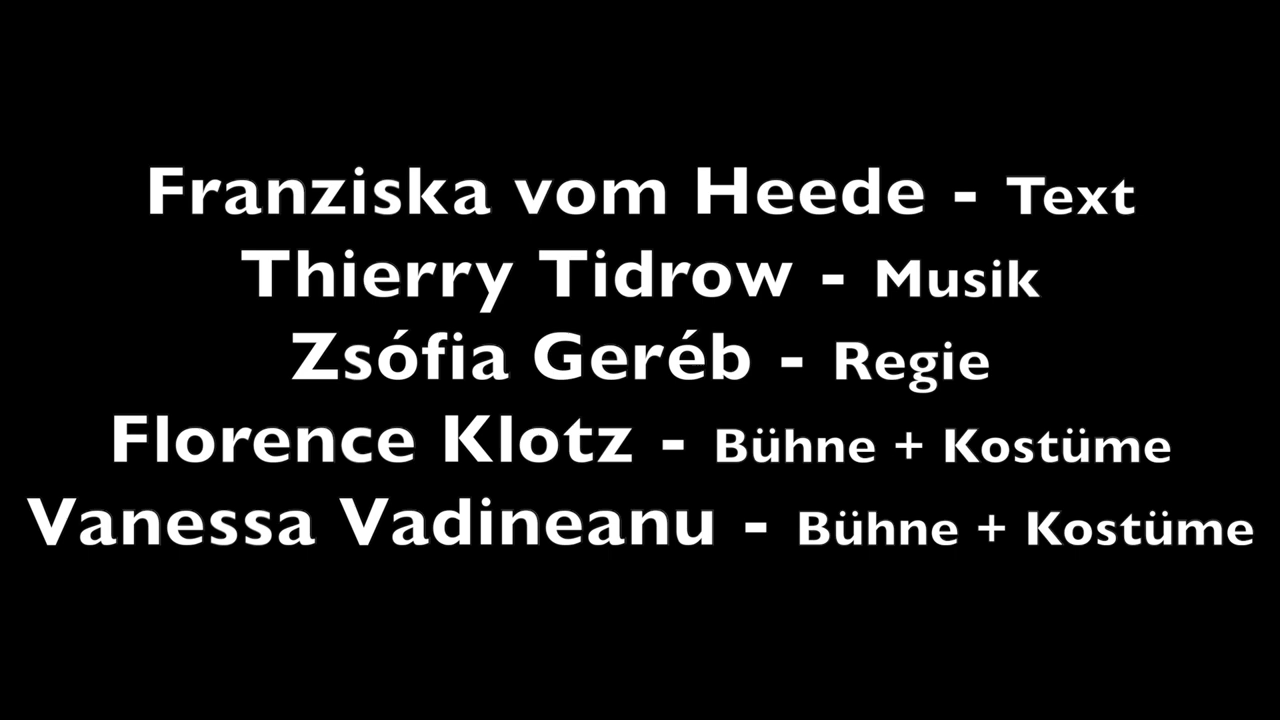 Franziska vom Heede - Text
Thierry Tidrow - Musik
Zsófia Geréb - Regie
Florence Klotz - Bühne + Kostüme
Vanessa Vadineanu - Bühne + Kostüme